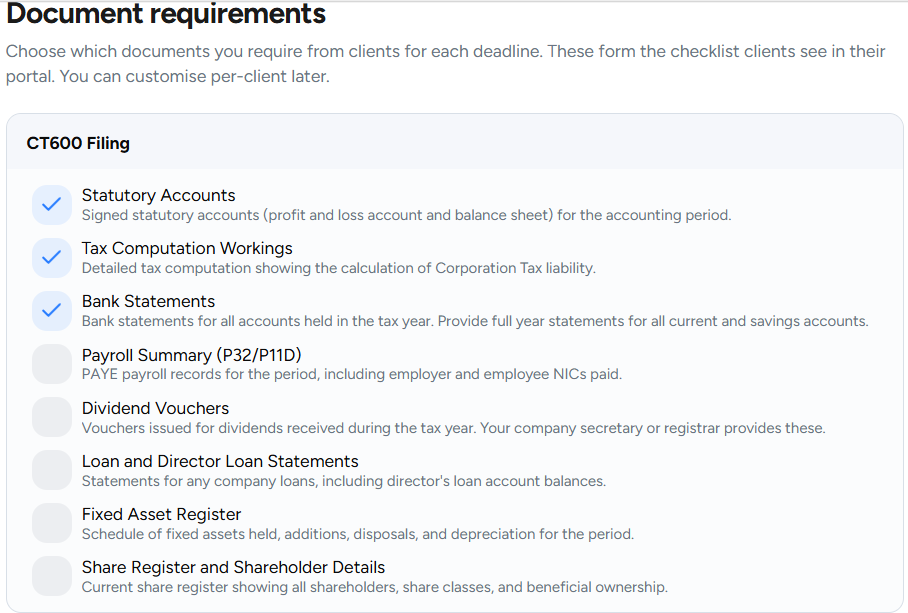 Document requirements
Choose which documents you require from clients for each deadline. These form the checklist clients see in their
portal. You can customise per-client later.
CT600 Filing
Statutory Accounts
Signed statutory accounts (profit and loss account and balance sheet) for the accounting period.
Tax Computation Workings
Detailed tax computation showing the calculation of Corporation Tax liability.
Bank Statements
Bank statements for all accounts held in the tax year. Provide full year statements for all current and savings accounts.
Payroll Summary (P32/P11D)
PAYE payroll records for the period, including employer and employee NICs paid.
Dividend Vouchers
Vouchers issued for dividends received during the tax year. Your company secretary or registrar provides these.
Loan and Director Loan Statements
Statements for any company loans, including director's loan account balances.
Fixed Asset Register
Schedule of fixed assets held, additions, disposals, and depreciation for the period.
Share Register and Shareholder Details
Current share register showing all shareholders, share classes, and beneficial ownership.